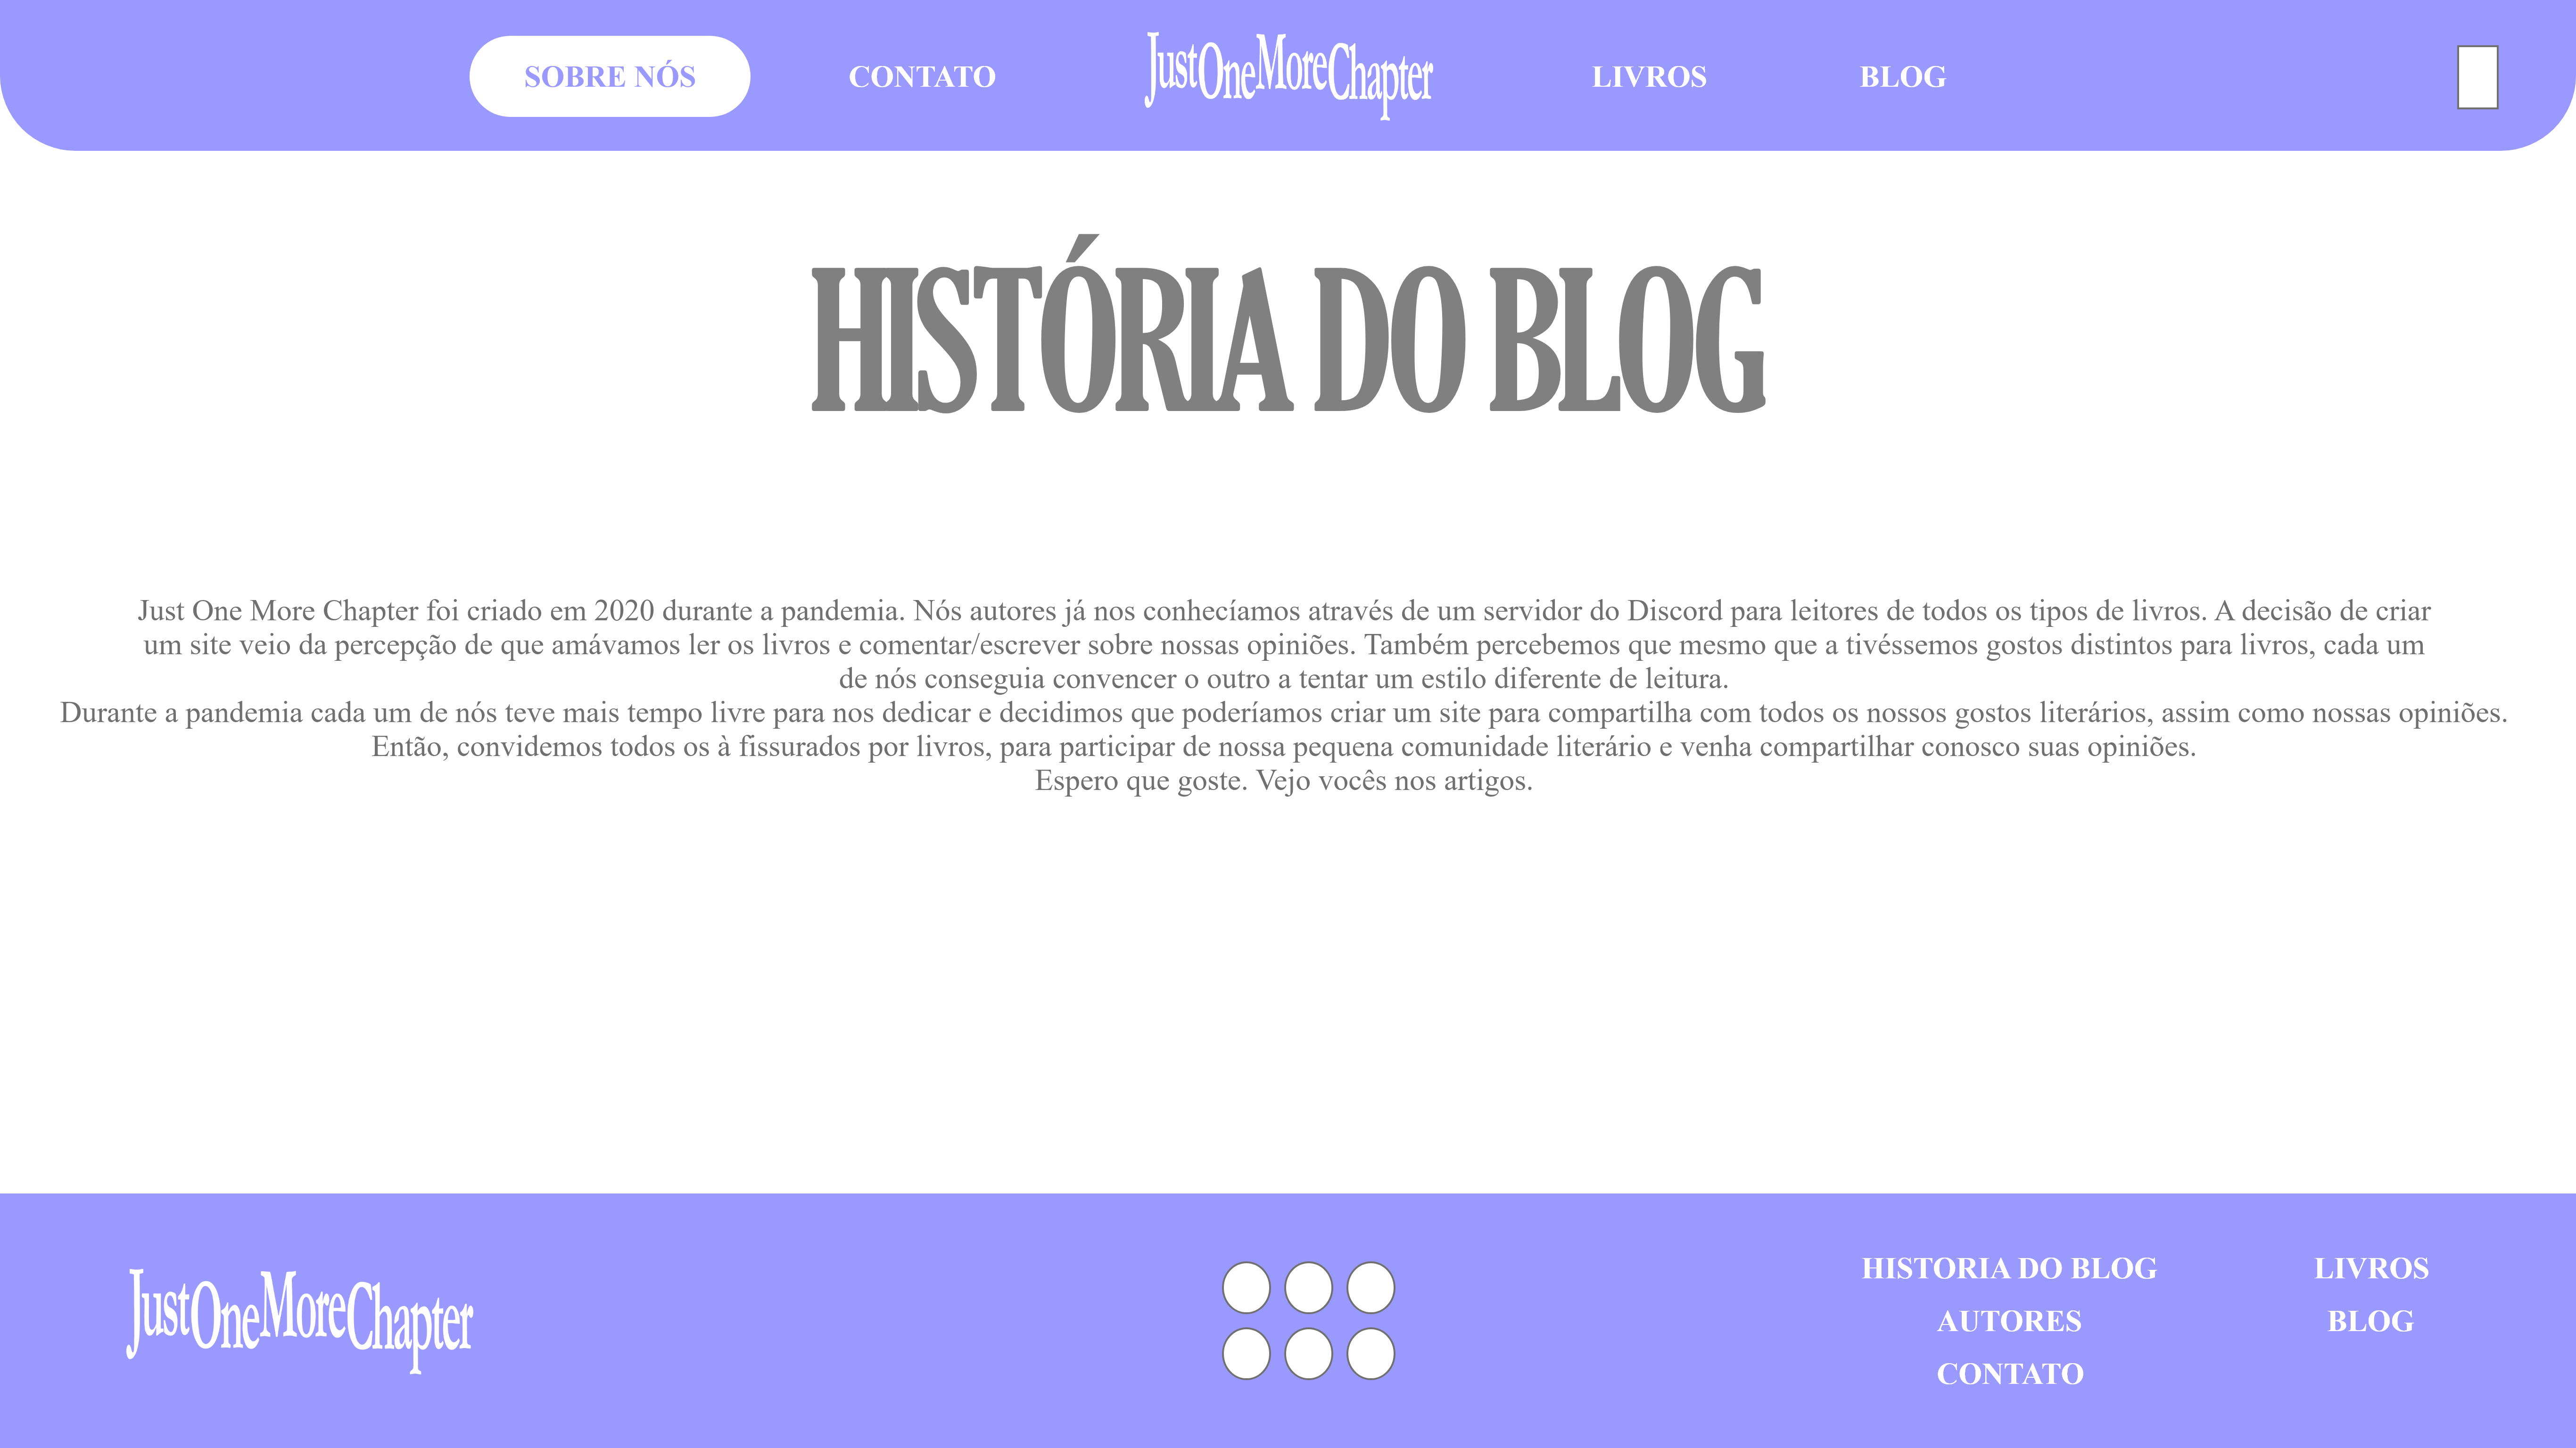 SOBRE NÓS CONTATO JustOneMoreChapter LIVROS BLOG
HISTÓRIA DO BLOG
Just One More Chapter foi criado em 2020 durante a pandemia. Nós autores já nos conhecíamos através de um servidor do Discord para leitores de todos os tipos de livros. A decisão de criar
um site veio da percepção de que amávamos ler os livros e comentar/escrever sobre nossas opiniões. Também percebemos que mesmo que a tivéssemos gostos distintos para livros, cada um
de nós conseguia convencer o outro a tentar um estilo diferente de leitura.
Durante a pandemia cada um de nós teve mais tempo livre para nos dedicar e decidimos que poderíamos criar um site para compartilha com todos os nossos gostos literários, assim como nossas opiniões.
Então, convidemos todos os à fissurados por livros, para participar de nossa pequena comunidade literário e venha compartilhar conosco suas opiniões.
Espero que goste. Vejo vocês nos artigos.
JustOneMoreChapter
HISTORIA DO BLOG LIVROS
AUTORES BLOG
CONTATO